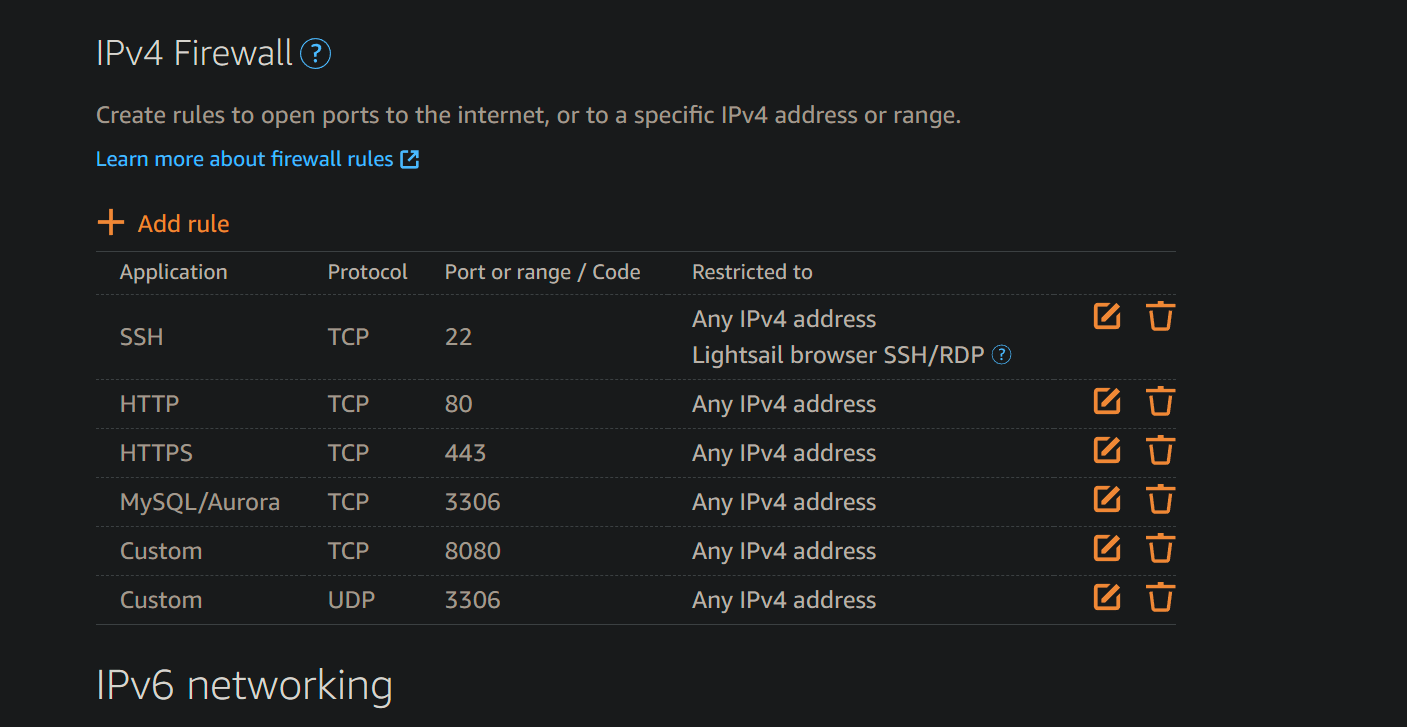 IPv4 Firewall ?
Create rules to open ports to the internet, or to a specific IPv4 address or range.
Learn more about firewall rules
+ Add rule
Application Protocol Port or range / Code Restricted to
SSH TCP 22 Any IPv4 address
Lightsail browser SSH/RDP ?
HTTP TCP 80 Any IPv4 address
HTTPS TCP 443 Any IPv4 address
MySQL/Aurora TCP 3306 Any IPv4 address
Custom TCP 8080 Any IPv4 address
Custom UDP 3306 Any IPv4 address
IPv6 networking